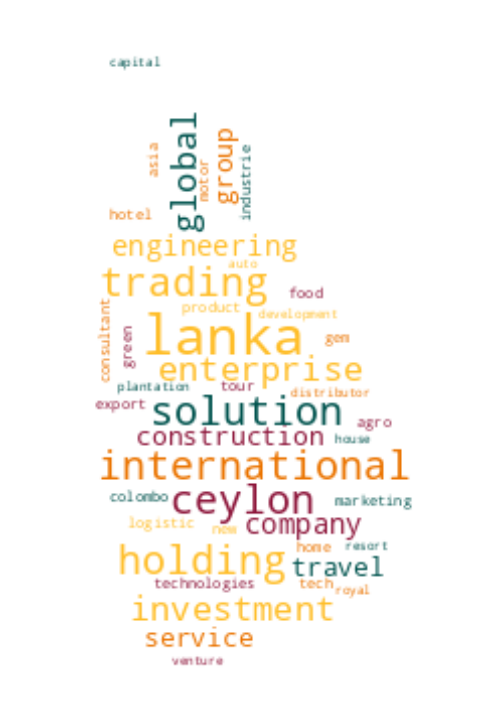 capital
global
group
asia
motor
industrie
hotel
engineering
auto
trading
food
product
development
consultant
green
lanka
gem
enterprise
plantation
tour
distributor
export
solution
agro
construction
house
international
colombo
ceylon
marketing
logistic
new
company
holding
home
resort
travel
technologies
tech
royal
investment
service
venture